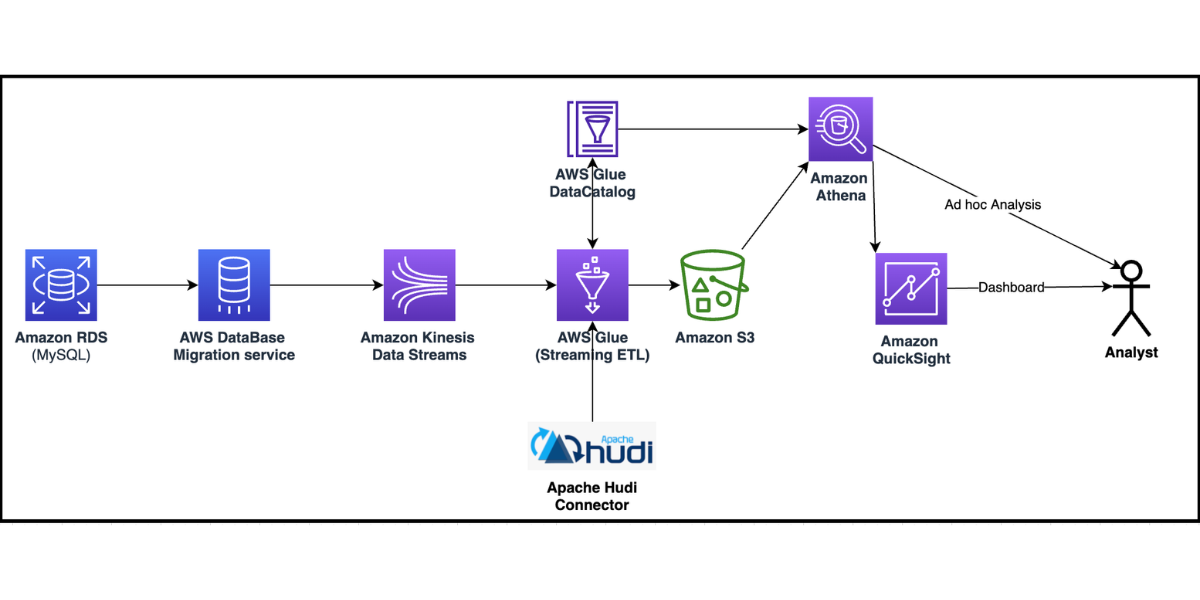 AWS Glue
DataCatalog
Amazon
Athena
Ad hoc Analysis
Amazon RDS
(MySQL)
AWS DataBase
Migration service
Amazon Kinesis
Data Streams
AWS Glue
(Streaming ETL)
Amazon S3
Dashboard
Amazon
QuickSight
Analyst
Apache
hudi
Apache Hudi
Connector